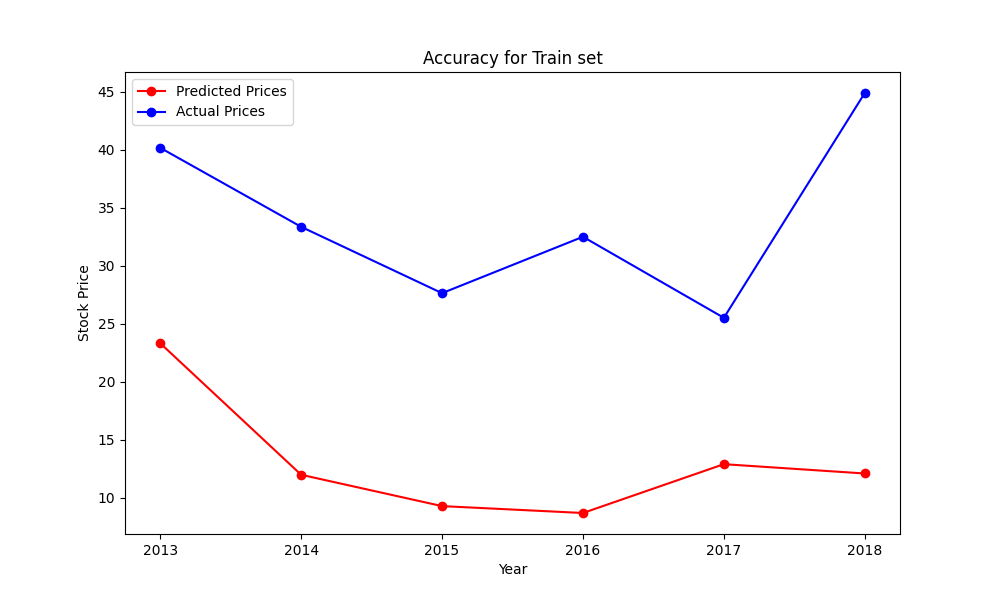 Accuracy for Train set
Predicted Prices
Actual Prices
Stock Price
45
40
35
30
25
20
15
10
2013 2014 2015 2016 2017 2018
Year